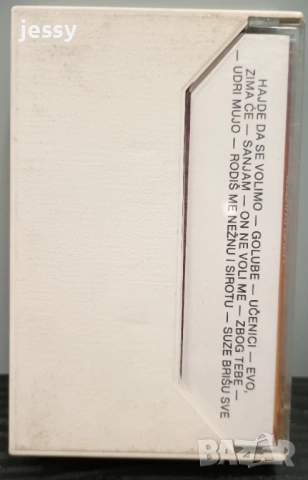 jessy
HAJDE DA SE VOLIMO — GOLUBE — UČENICI — EVO,
ZIMA ĆE — SANJAM — ON NE VOLI ME — ZBOG TEBE —
— UDRI MUJO — RODIŠ ME NEŽNU I SIROTU — SUZE BRIŠU SVE
bazar
БГ